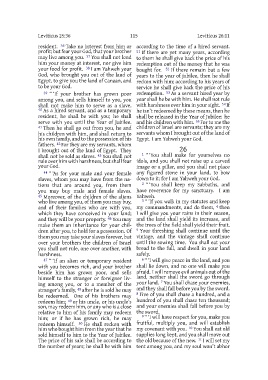 Leviticus 25:36
103
Leviticus 26:10
resident. 36 Take no interest from him or
profit; but fear your God, that your brother
may live among you. 37 You shall not lend
him your money at interest, nor give him
your food for profit. 38 I am Yahweh your
God, who brought you out of the land of
Egypt, to give you the land of Canaan, and
to be your God.
39 “‘If your brother has grown poor
among you, and sells himself to you, you
shall not make him to serve as a slave.
40 As a hired servant, and as a temporary
resident, he shall be with you; he shall
serve with you until the Year of Jubilee.
41 Then he shall go out from you, he and
his children with him, and shall return to
his own family, and to the possession of his
fathers. 42 For they are my servants, whom
I brought out of the land of Egypt. They
shall not be sold as slaves. 43 You shall not
rule over him with harshness, but shall fear
your God.
44 “‘As for your male and your female
slaves, whom you may have from the na-
tions that are around you, from them
you may buy male and female slaves.
45 Moreover, of the children of the aliens
who live among you, of them you may buy,
and of their families who are with you,
which they have conceived in your land;
and they will be your property. 46 You may
make them an inheritance for your chil-
dren after you, to hold for a possession. Of
them you may take your slaves forever, but
over your brothers the children of Israel
you shall not rule, one over another, with
harshness.
47 “‘If an alien or temporary resident
with you becomes rich, and your brother
beside him has grown poor, and sells
himself to the stranger or foreigner liv-
ing among you, or to a member of the
stranger’s family, 48 after he is sold he may
be redeemed. One of his brothers may
redeem him; 49 or his uncle, or his uncle’s
son, may redeem him, or any who is a close
relative to him of his family may redeem
him; or if he has grown rich, he may
redeem himself. 50 He shall reckon with
him who bought him from the year that he
sold himself to him to the Year of Jubilee.
The price of his sale shall be according to
the number of years; he shall be with him
according to the time of a hired servant.
51 If there are yet many years, according
to them he shall give back the price of his
redemption out of the money that he was
bought for. 52 If there remain but a few
years to the year of jubilee, then he shall
reckon with him; according to his years of
service he shall give back the price of his
redemption. 53 As a servant hired year by
year shall he be with him. He shall not rule
with harshness over him in your sight. 54 If
he isn’t redeemed by these means, then he
shall be released in the Year of Jubilee: he
and his children with him. 55 For to me the
children of Israel are servants; they are my
servants whom I brought out of the land of
Egypt. I am Yahweh your God.
26
1 “‘You shall make for yourselves no
idols, and you shall not raise up a carved
image or a pillar, and you shall not place
any figured stone in your land, to bow
down to it; for I am Yahweh your God.
2 “‘You shall keep my Sabbaths, and
have reverence for my sanctuary. I am
Yahweh.
3 “‘If you walk in my statutes and keep
my commandments, and do them, 4 then
I will give you your rains in their season,
and the land shall yield its increase, and
the trees of the field shall yield their fruit.
5 Your threshing shall continue until the
vintage, and the vintage shall continue
until the sowing time. You shall eat your
bread to the full, and dwell in your land
safely.
6 “‘I will give peace in the land, and you
shall lie down, and no one will make you
afraid. I will remove evil animals out of the
land, neither shall the sword go through
your land. 7 You shall chase your enemies,
and they shall fall before you by the sword.
8 Five of you shall chase a hundred, and a
hundred of you shall chase ten thousand;
and your enemies shall fall before you by
the sword.
9 “‘I will have respect for you, make you
fruitful, multiply you, and will establish
my covenant with you. 10 You shall eat old
supplies long kept, and you shall move out
the old because of the new. 11 I will set my
tent among you, and my soul won’t abhor